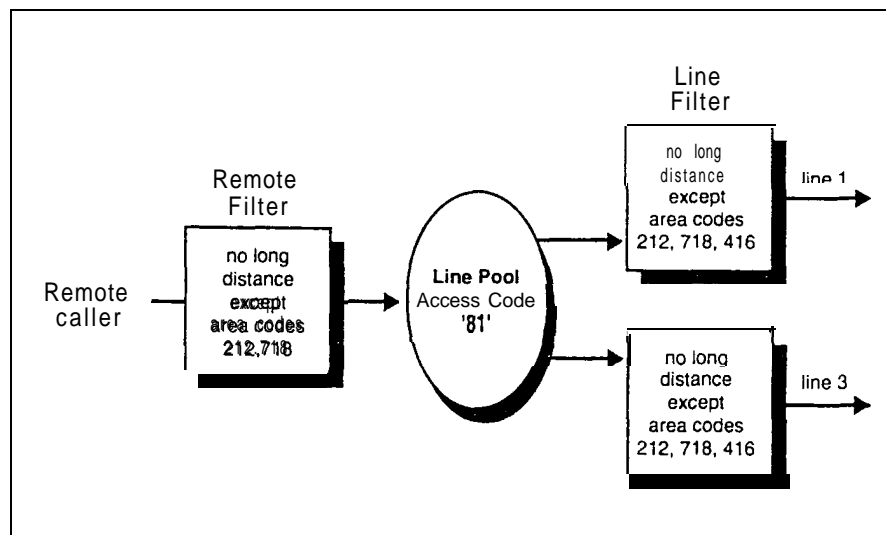 Remote
caller
Remote
Filter
no long
distance
except
area codes
212,718
Line Pool
Access Code
'81'
Line
Filter
no long
distance
except
area codes
212, 718, 416
line 1
no long
distance
except
area codes
212, 718, 416
line 3